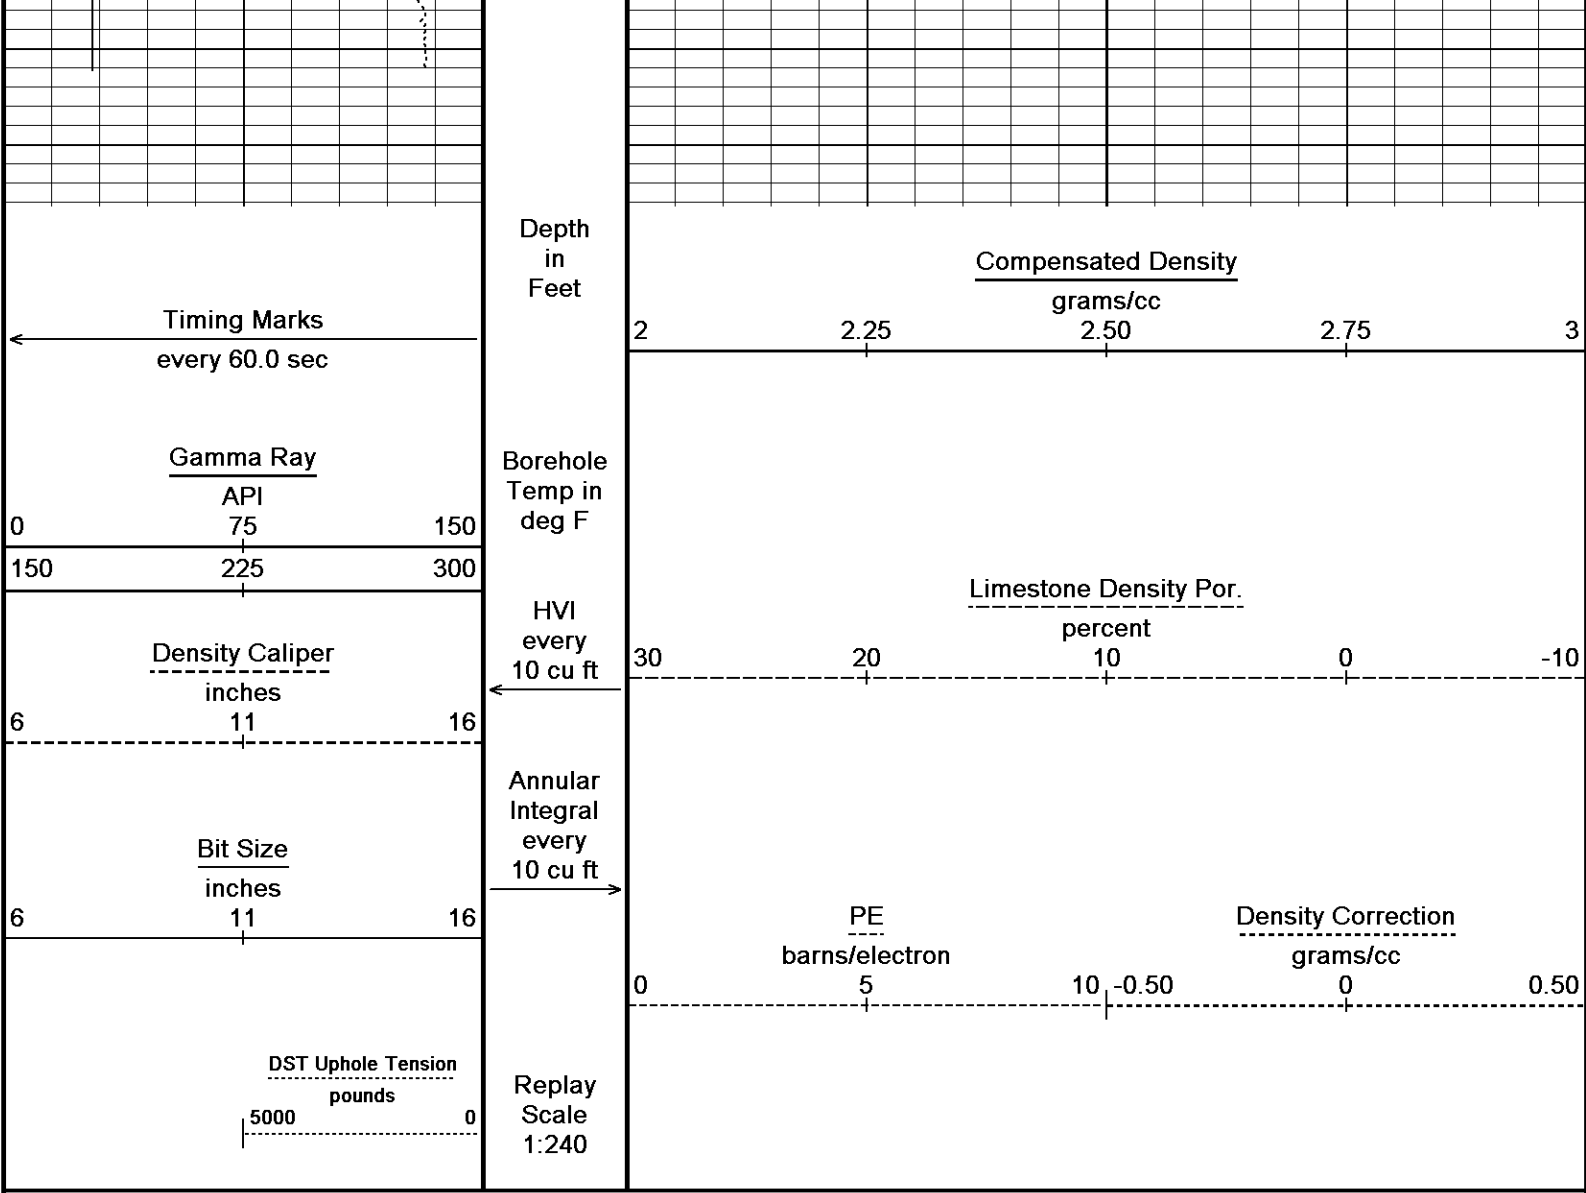 Timing Marks
every 60.0 sec
Gamma Ray
API
0 75 150
150 225 300
Density Caliper
inches
6 11 16
Bit Size
inches
6 11 16
DST Uphole Tension
pounds
5000 0
Depth
in
Feet
Borehole
Temp in
deg F
HVI
every
10 cu ft
Annular
Integral
every
10 cu ft
Replay
Scale
1:240
Compensated Density
grams/cc
2 2.25 2.50 2.75 3
Limestone Density Por.
percent
30 20 10 0 -10
PE
barns/electron
0 5 10
Density Correction
grams/cc
-0.50 0 0.50